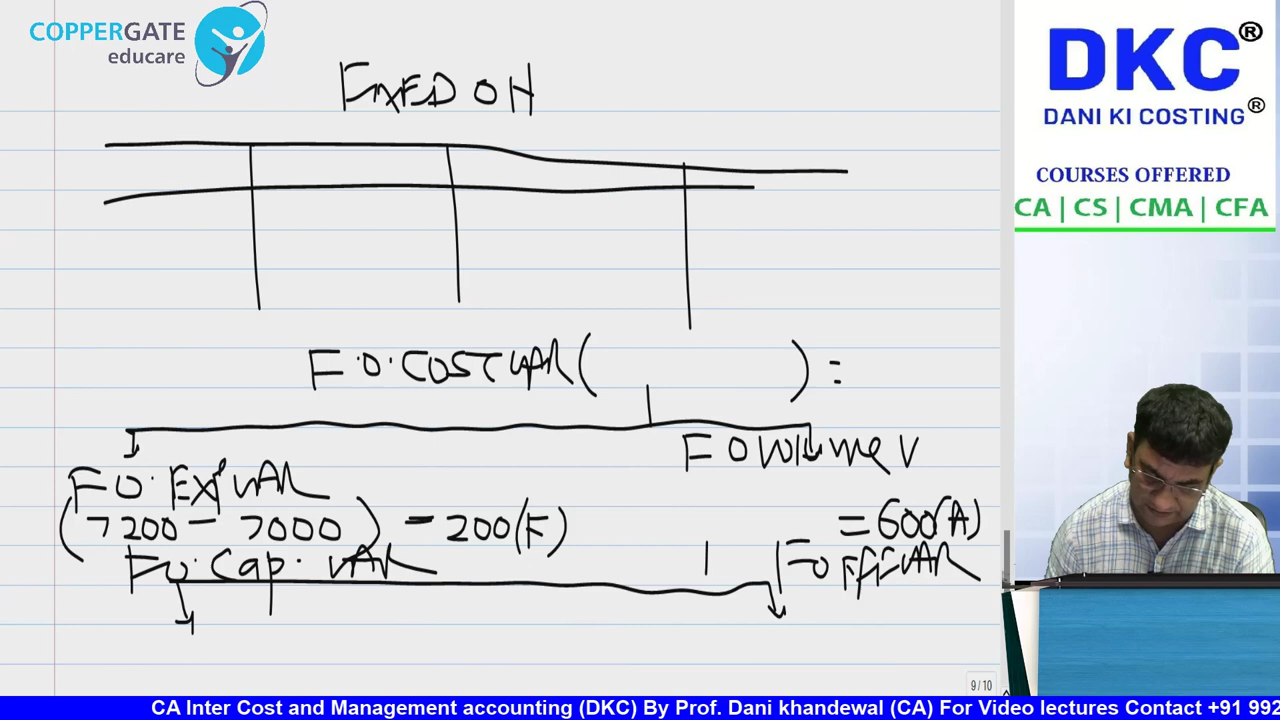 COPPERGATE
educare
DKC®
DANI KI COSTING®
COURSES OFFERED
CA | CS | CMA | CFA
FIXED OH
F.O. COST VAR ( ) =
F O Volume V
F O. Exp VAR
(7200 - 7000) = 200(F)
= 600(A)
F O. Cap. VAR
F O Eff. VAR
9 / 10
CA Inter Cost and Management accounting (DKC) By Prof. Dani khandewal (CA) For Video lectures Contact +91 992